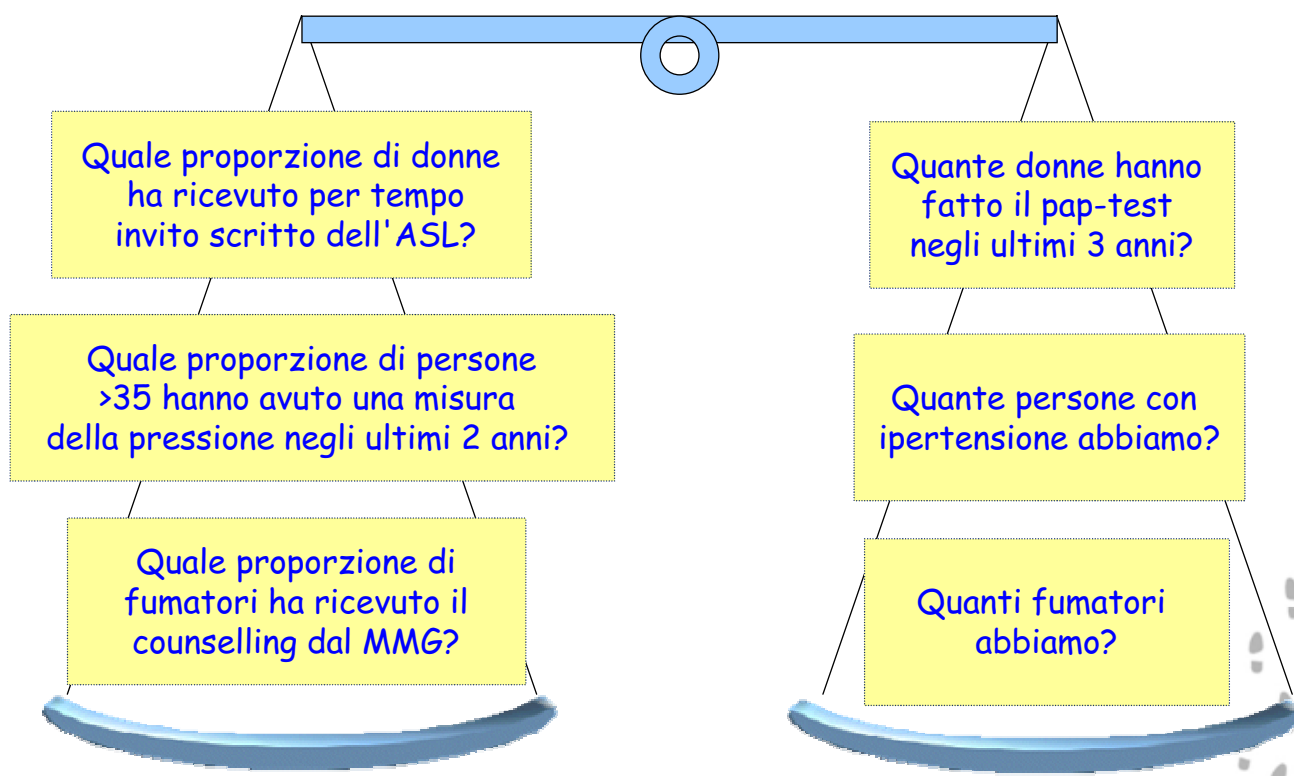 Quale proporzione di donne
ha ricevuto per tempo
invito scritto dell'ASL?
Quale proporzione di persone
>35 hanno avuto una misura
della pressione negli ultimi 2 anni?
Quale proporzione di
fumatori ha ricevuto il
counselling dal MMG?
Quante donne hanno
fatto il pap-test
negli ultimi 3 anni?
Quante persone con
ipertensione abbiamo?
Quanti fumatori
abbiamo?